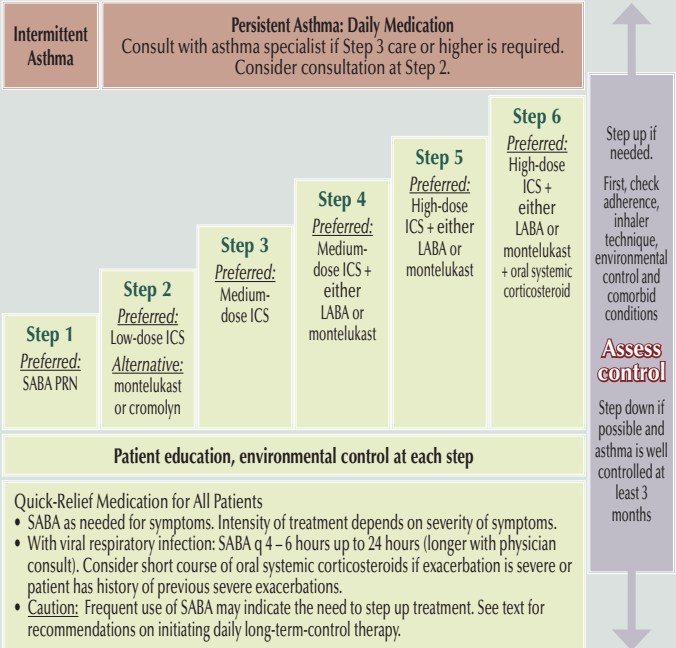 Intermittent
Asthma
Persistent Asthma: Daily Medication
Consult with asthma specialist if Step 3 care or higher is required.
Consider consultation at Step 2.
Step 1
Preferred:
SABA PRN
Step 2
Preferred:
Low-dose ICS
Alternative:
montelukast
or cromolyn
Step 3
Preferred:
Medium-
dose ICS
Step 4
Preferred:
Medium-
dose ICS +
either
LABA or
montelukast
Step 5
Preferred:
High-dose
ICS + either
LABA or
montelukast
Step 6
Preferred:
High-dose
ICS +
either
LABA or
montelukast
+ oral systemic
corticosteroid
Patient education, environmental control at each step
Quick-Relief Medication for All Patients
• SABA as needed for symptoms. Intensity of treatment depends on severity of symptoms.
• With viral respiratory infection: SABA q 4 – 6 hours up to 24 hours (longer with physician
consult). Consider short course of oral systemic corticosteroids if exacerbation is severe or
patient has history of previous severe exacerbations.
• Caution: Frequent use of SABA may indicate the need to step up treatment. See text for
recommendations on initiating daily long-term-control therapy.
Step up if
needed.
First, check
adherence,
inhaler
technique,
environmental
control and
comorbid
conditions
Assess
control
Step down if
possible and
asthma is well
controlled at
least 3
months